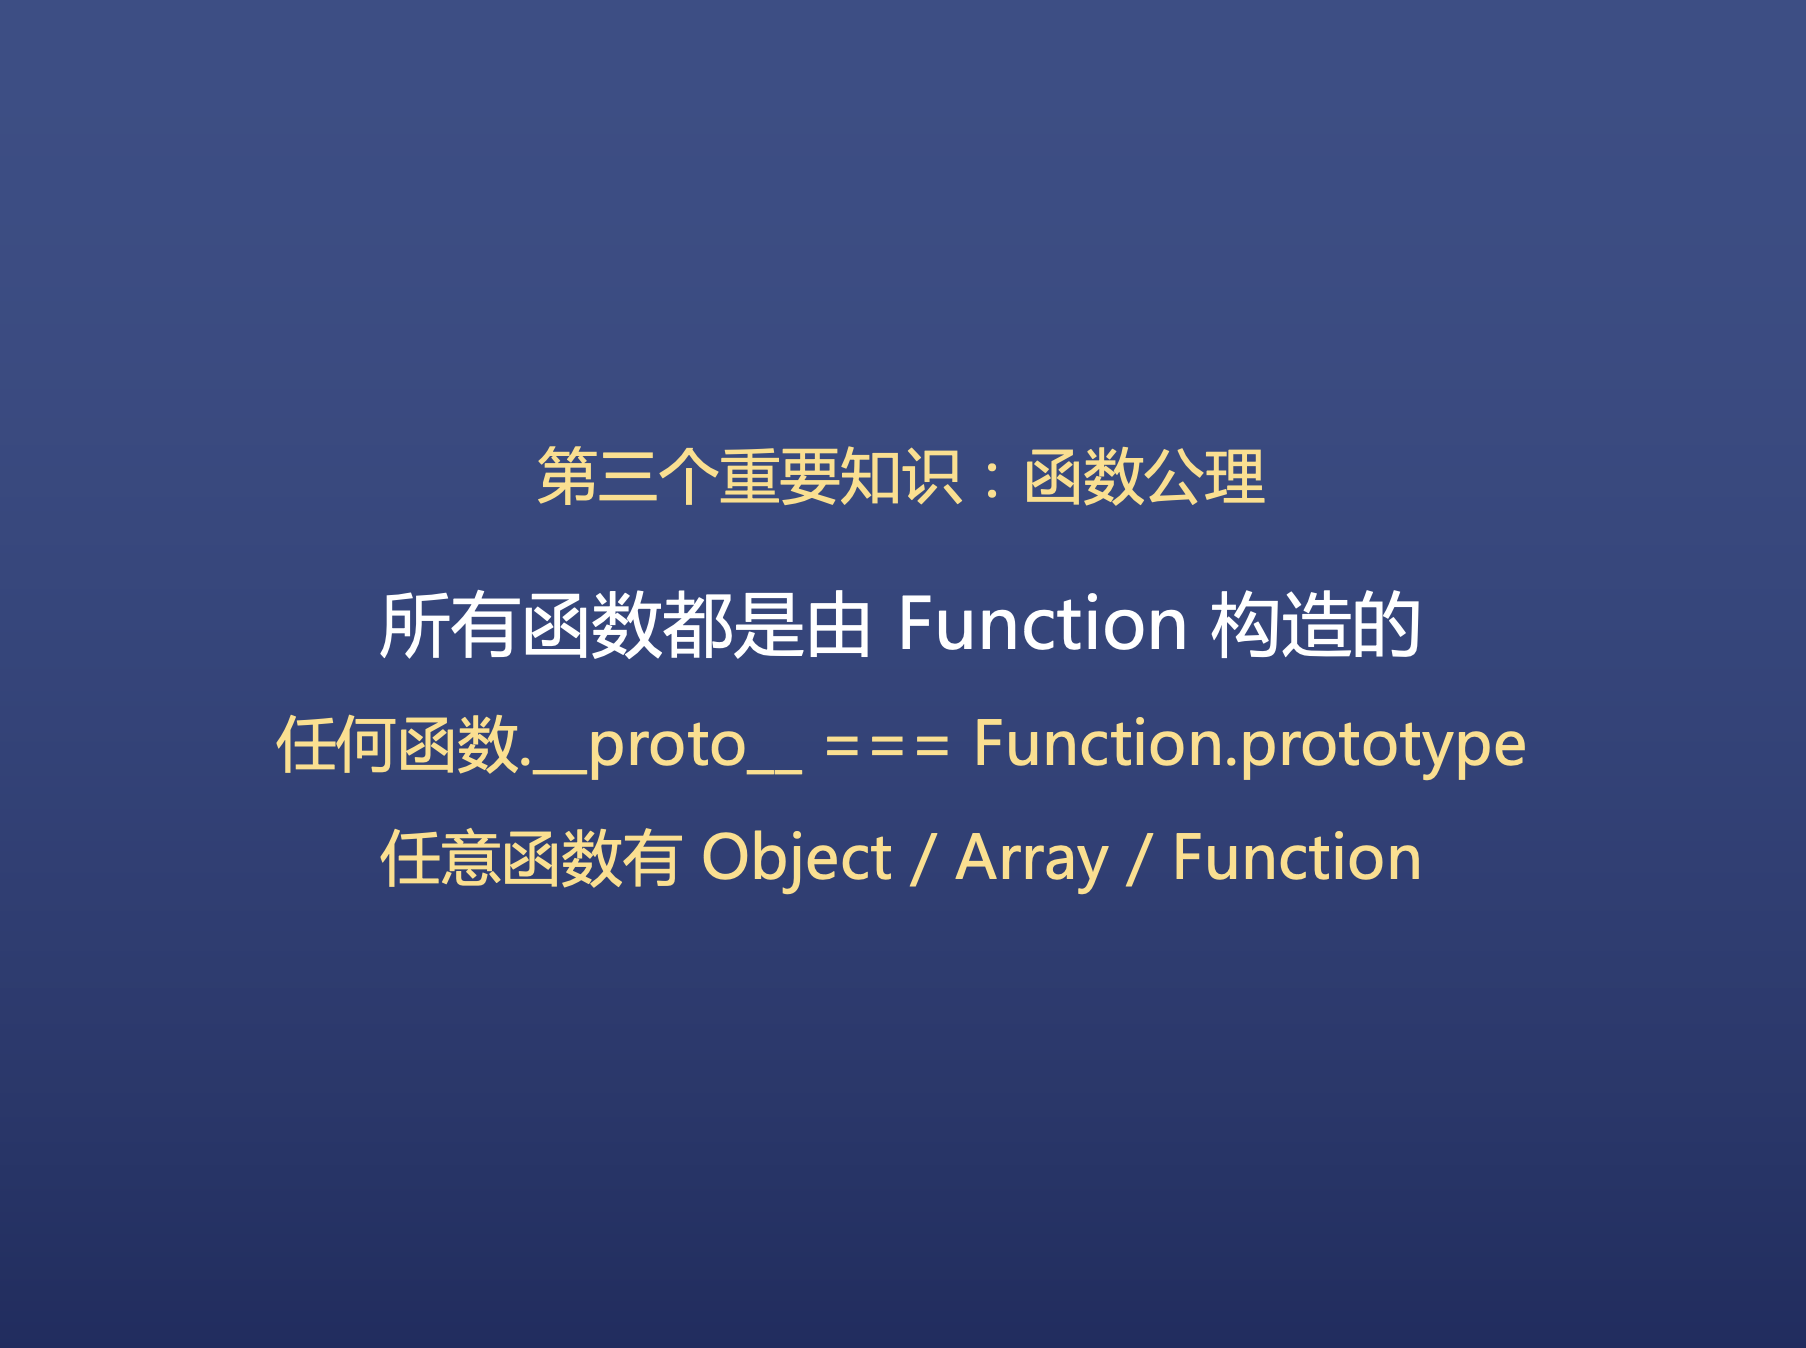 第三个重要知识：函数公理
所有函数都是由 Function 构造的
任何函数.__proto__ === Function.prototype
任意函数有 Object / Array / Function